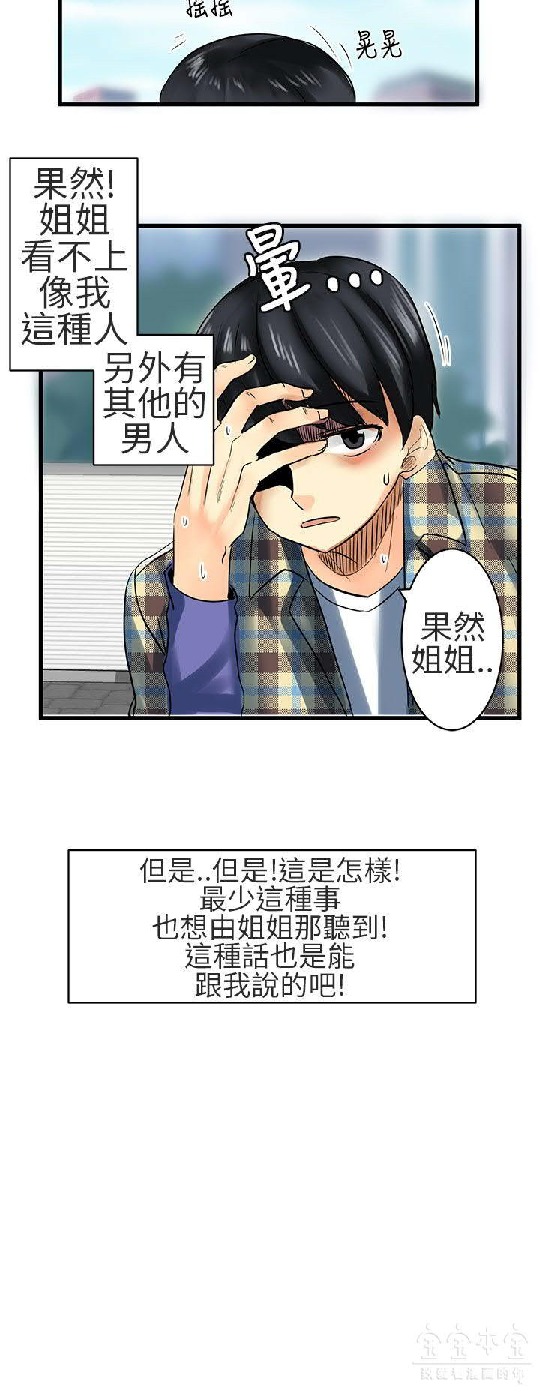 搖搖
晃晃
果然!
姐姐
看不上
像我
這種人
另外有
其他的
男人
暈...
果然
姐姐..
但是..但是!這是怎樣!
最少這種事
也想由姐姐那聽到!
這種話也是能
跟我說的吧!